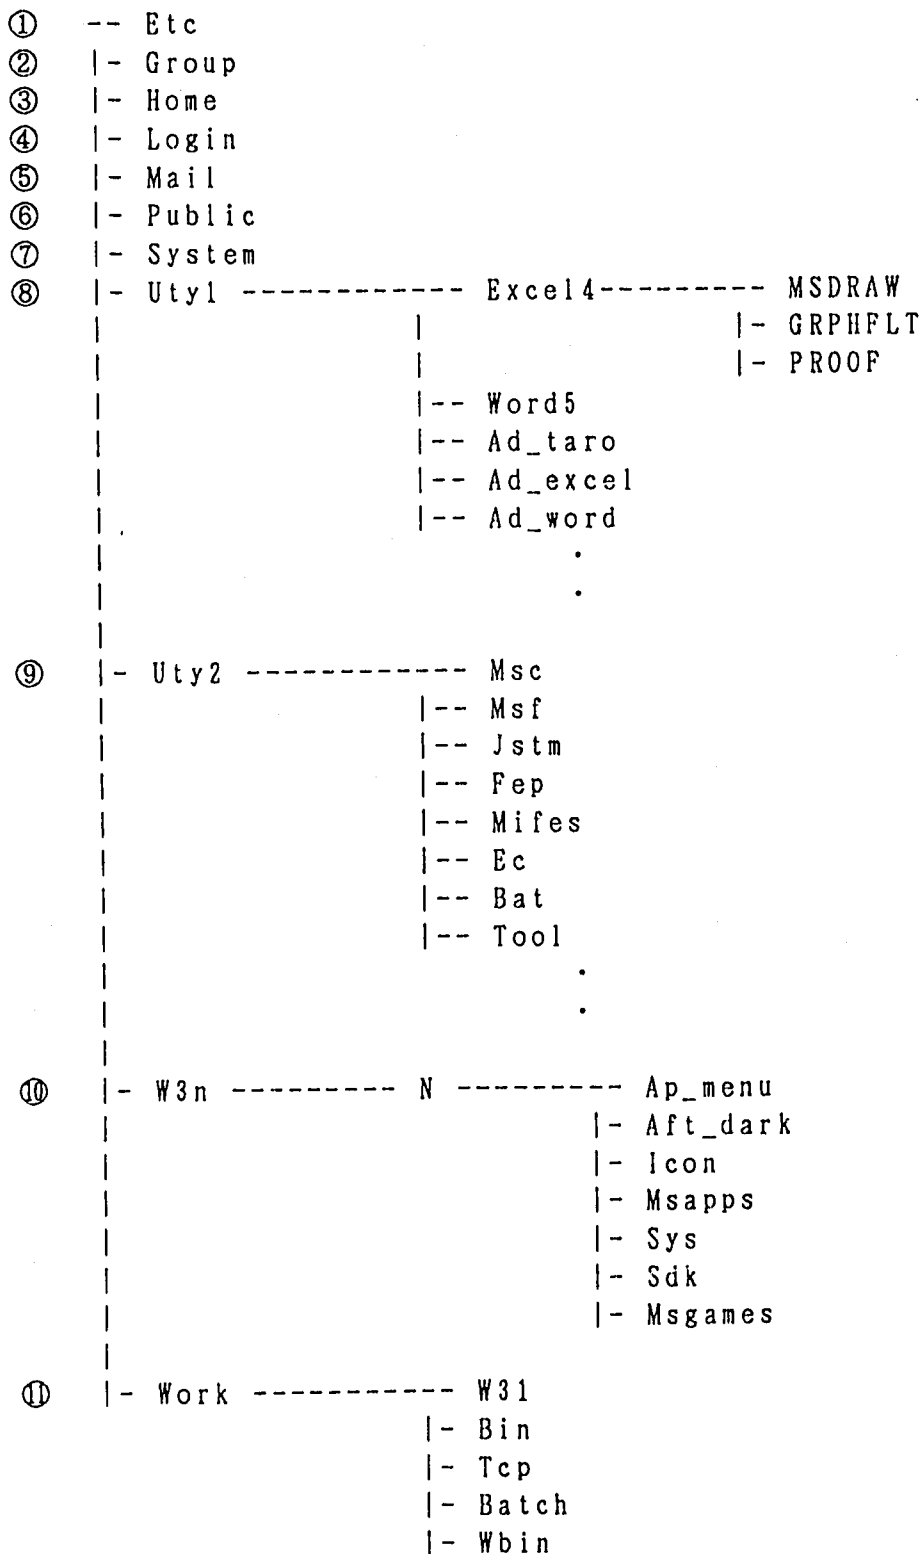 ① -- Etc
② |- Group
③ |- Home
④ |- Login
⑤ |- Mail
⑥ |- Public
⑦ |- System
⑧ |- Uty1 ------------ Excel4--------- MSDRAW
| | |- GRPHFLT
| | |- PROOF
| |-- Word5
| |-- Ad_taro
| |-- Ad_excel
| |-- Ad_word
| .
| .
|
⑨ |- Uty2 ------------ Msc
| |-- Msf
| |-- Jstm
| |-- Fep
| |-- Mifes
| |-- Ec
| |-- Bat
| |-- Tool
| .
| .
|
⑩ |- W3n --------- N --------- Ap_menu
| |- Aft_dark
| |- Icon
| |- Msapps
| |- Sys
| |- Sdk
| |- Msgames
|
⑪ |- Work ----------- W31
|- Bin
|- Tcp
|- Batch
|- Wbin